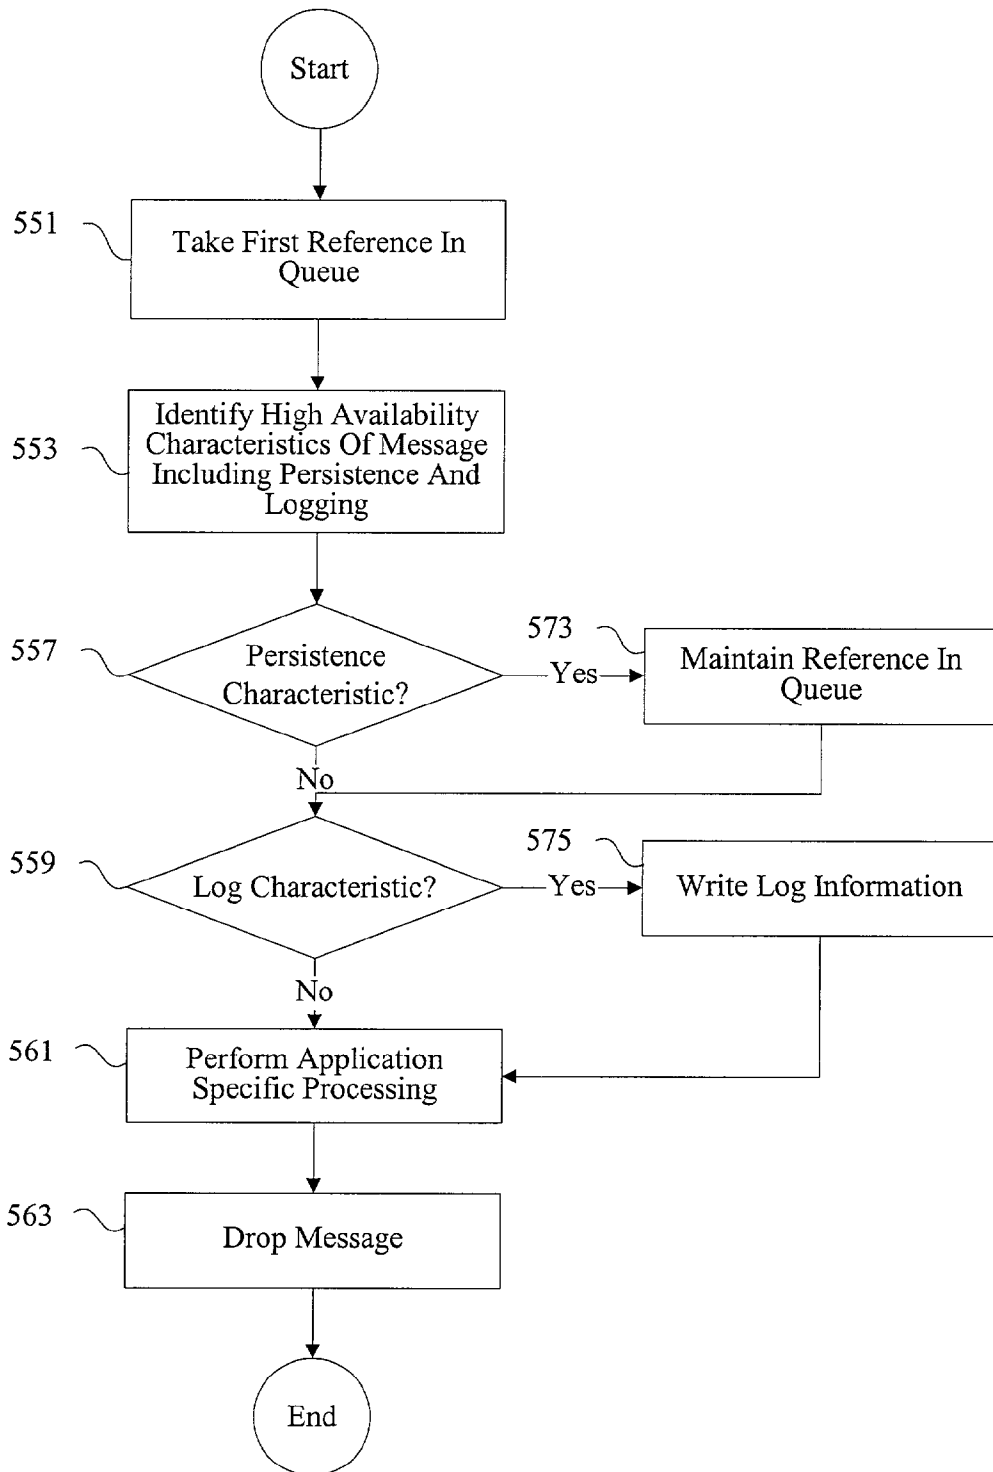 Start
551
Take First Reference In
Queue
553
Identify High Availability
Characteristics Of Message
Including Persistence And
Logging
557
Persistence
Characteristic?
Yes
573
Maintain Reference In
Queue
No
559
Log Characteristic?
Yes
575
Write Log Information
No
561
Perform Application
Specific Processing
563
Drop Message
End